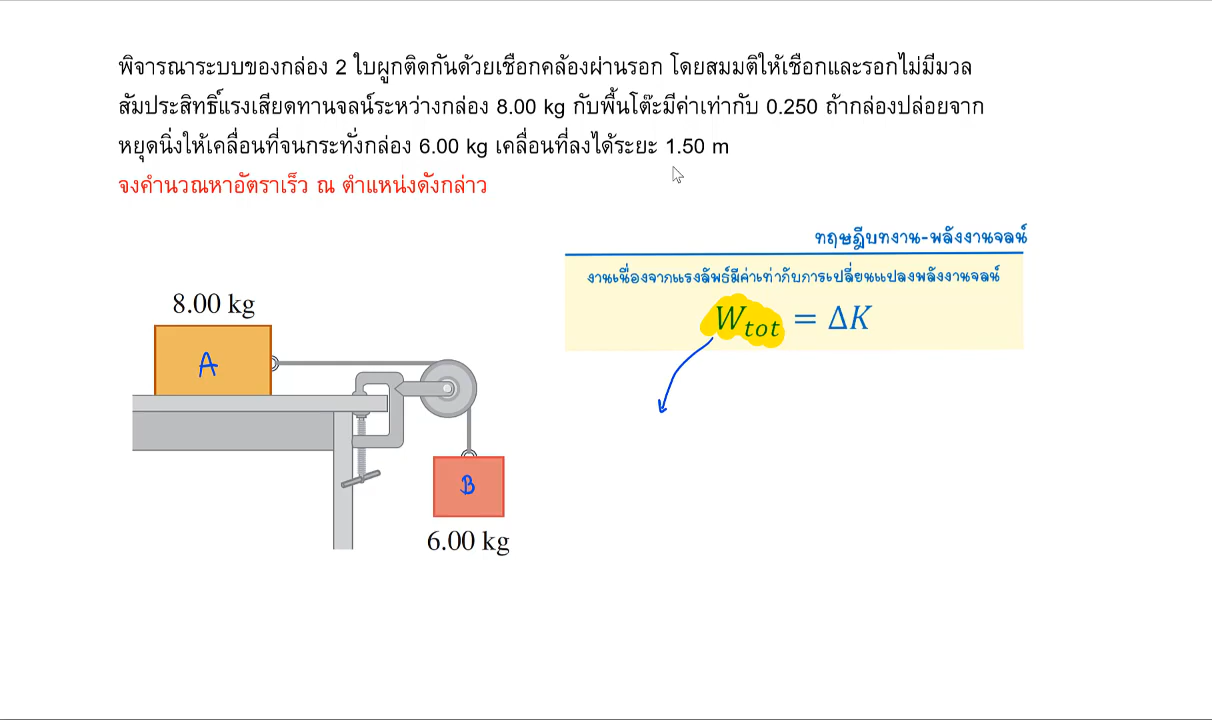 พิจารณาระบบของกล่อง 2 ใบผูกติดกันด้วยเชือกคล้องผ่านรอก โดยสมมติให้เชือกและรอกไม่มีมวล
สัมประสิทธิ์แรงเสียดทานจลน์ระหว่างกล่อง 8.00 kg กับพื้นโต๊ะมีค่าเท่ากับ 0.250 ถ้ากล่องปล่อยจาก
หยุดนิ่งให้เคลื่อนที่จนกระทั่งกล่อง 6.00 kg เคลื่อนที่ลงได้ระยะ 1.50 m
จงคำนวณหาอัตราเร็ว ณ ตำแหน่งดังกล่าว
ทฤษฎีบทงาน-พลังงานจลน์
งานเนื่องจากแรงลัพธ์มีค่าเท่ากับการเปลี่ยนแปลงพลังงานจลน์
W_{tot} = ΔK
8.00 kg
A
B
6.00 kg